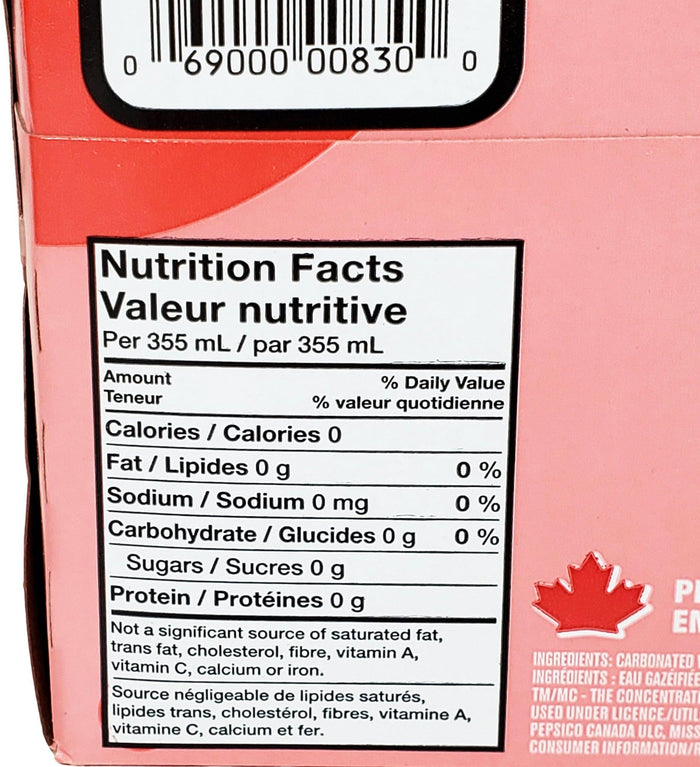 0 69000 00830 0
Nutrition Facts
Valeur nutritive
Per 355 mL / par 355 mL
Amount % Daily Value
Teneur % valeur quotidienne
Calories / Calories 0
Fat / Lipides 0 g 0 %
Sodium / Sodium 0 mg 0 %
Carbohydrate / Glucides 0 g 0 %
Sugars / Sucres 0 g
Protein / Protéines 0 g
Not a significant source of saturated fat,
trans fat, cholesterol, fibre, vitamin A,
vitamin C, calcium or iron.
Source négligeable de lipides saturés,
lipides trans, cholestérol, fibres, vitamine A,
vitamine C, calcium et fer.
INGREDIENTS: CARBONATED
INGRÉDIENTS : EAU GAZÉIFIÉE
TM/MC - THE CONCENTRAT
USED UNDER LICENCE./UTI
PEPSICO CANADA ULC, MISS
CONSUMER INFORMATION/R